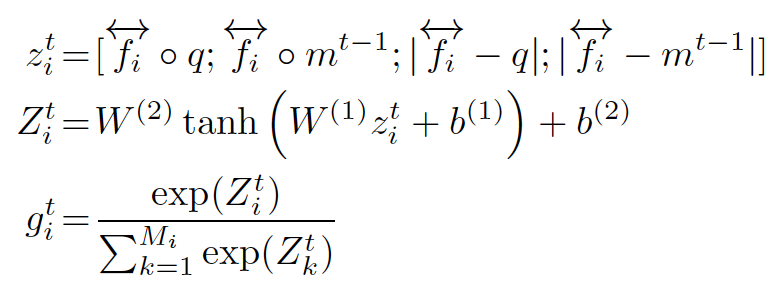 $z_i^t = [\overleftrightarrow{f_i} \circ q; \overleftrightarrow{f_i} \circ m^{t-1}; |\overleftrightarrow{f_i} - q|; |\overleftrightarrow{f_i} - m^{t-1}|]$
$Z_i^t = W^{(2)} \tanh\left(W^{(1)} z_i^t + b^{(1)}\right) + b^{(2)}$
$g_i^t = \frac{\exp(Z_i^t)}{\sum_{k=1}^{M_i} \exp(Z_k^t)}$